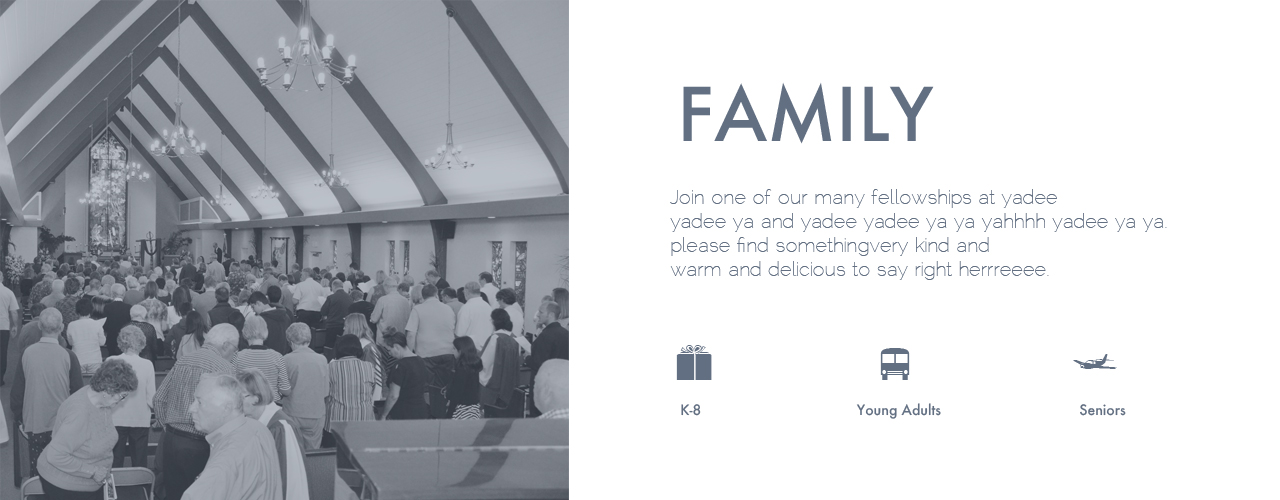 FAMILY
Join one of our many fellowships at yadee
yadee ya and yadee yadee ya ya yahhhh yadee ya ya.
please find somethingvery kind and
warm and delicious to say right herrreeee.
K-8
Young Adults
Seniors